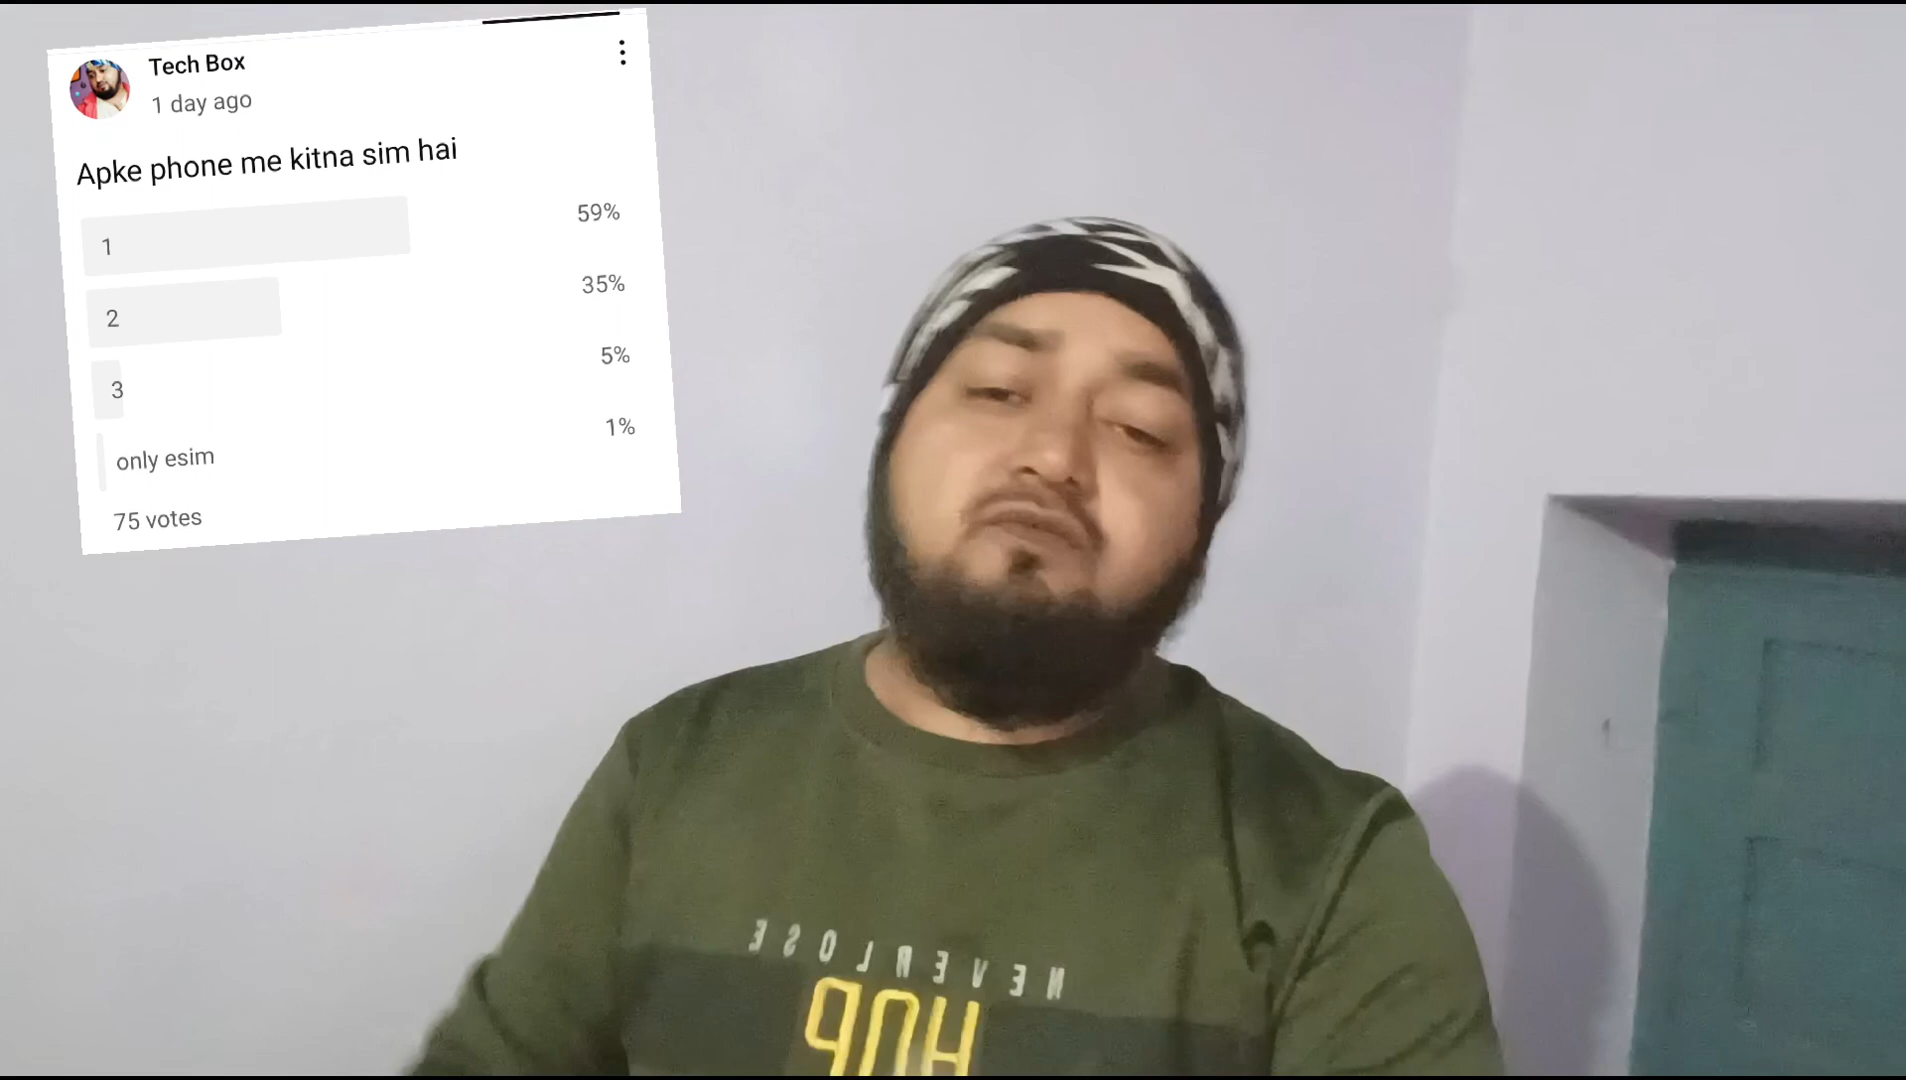 Tech Box
1 day ago
Apke phone me kitna sim hai
1 59%
2 35%
3 5%
only esim 1%
75 votes
NEVERLOSE
HOP